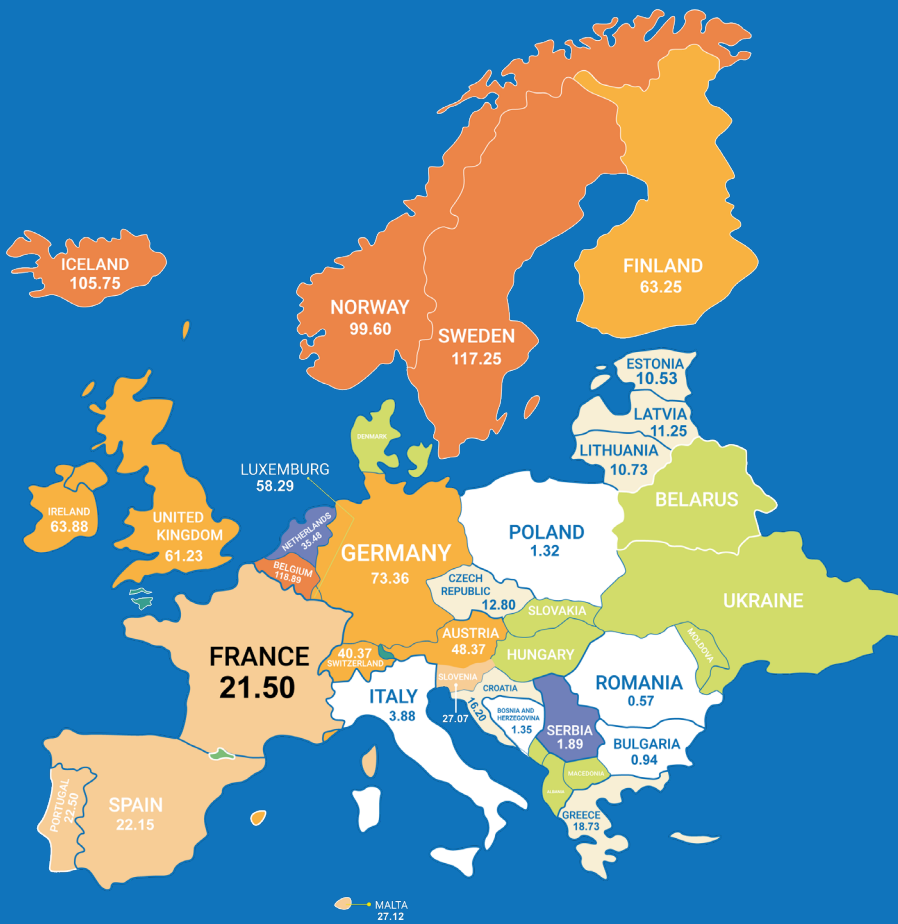 ICELAND
105.75
NORWAY
99.60
SWEDEN
117.25
FINLAND
63.25
ESTONIA
10.53
LATVIA
11.25
LITHUANIA
10.73
DENMARK
LUXEMBURG
58.29
BELARUS
IRELAND
63.88
UNITED
KINGDOM
61.23
NETHERLANDS
35.48
BELGIUM
118.89
GERMANY
73.36
POLAND
1.32
CZECH
REPUBLIC
12.80
SLOVAKIA
UKRAINE
FRANCE
21.50
40.37
SWITZERLAND
AUSTRIA
48.37
HUNGARY
MOLDOVA
SLOVENIA
27.07
CROATIA
16.20
ITALY
3.88
BOSNIA AND
HERZEGOVINA
1.35
SERBIA
1.89
ROMANIA
0.57
BULGARIA
0.94
MACEDONIA
ALBANIA
GREECE
18.73
PORTUGAL
22.50
SPAIN
22.15
MALTA
27.12